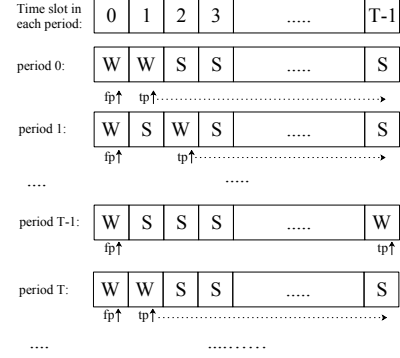 Time slot in
each period: 0 1 2 3 ..... T-1
period 0: W W S S ..... S
fp tp
period 1: W S W S ..... S
fp tp
.... .....
period T-1: W S S S ..... W
fp tp
period T: W W S S ..... S
fp tp
.... ..........